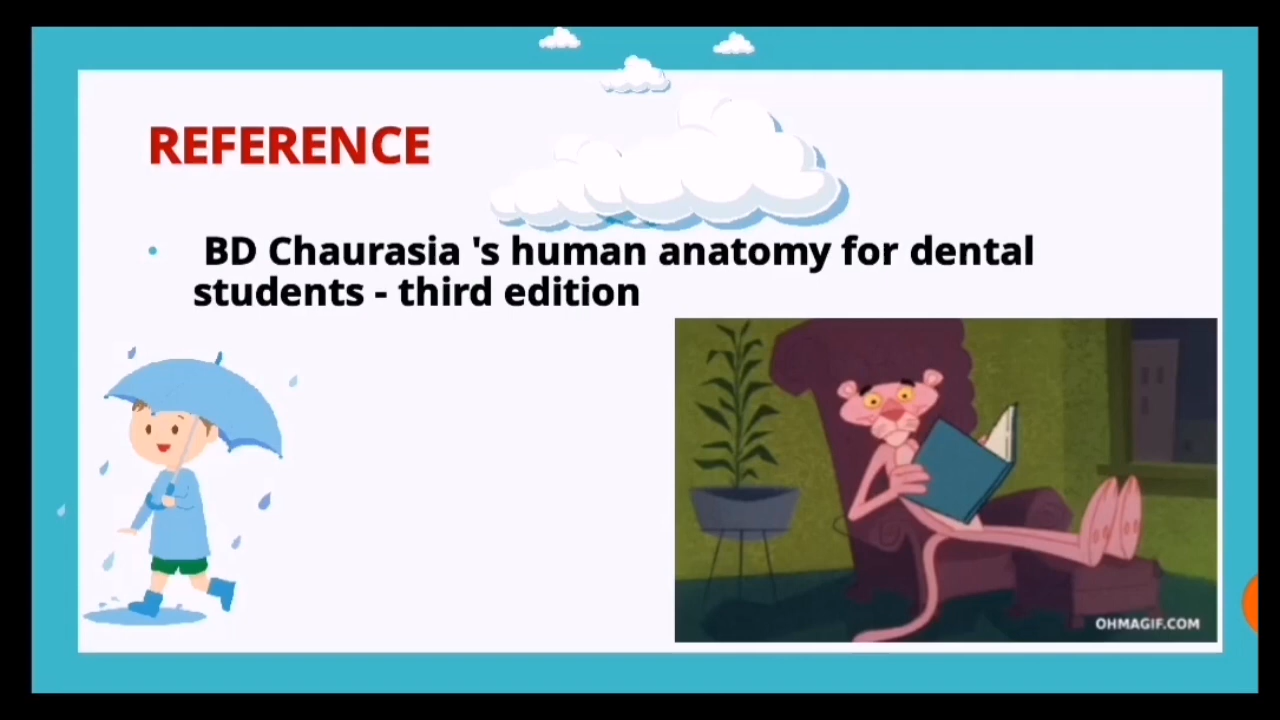 REFERENCE
• BD Chaurasia 's human anatomy for dental
students - third edition
OHMAGIF.COM